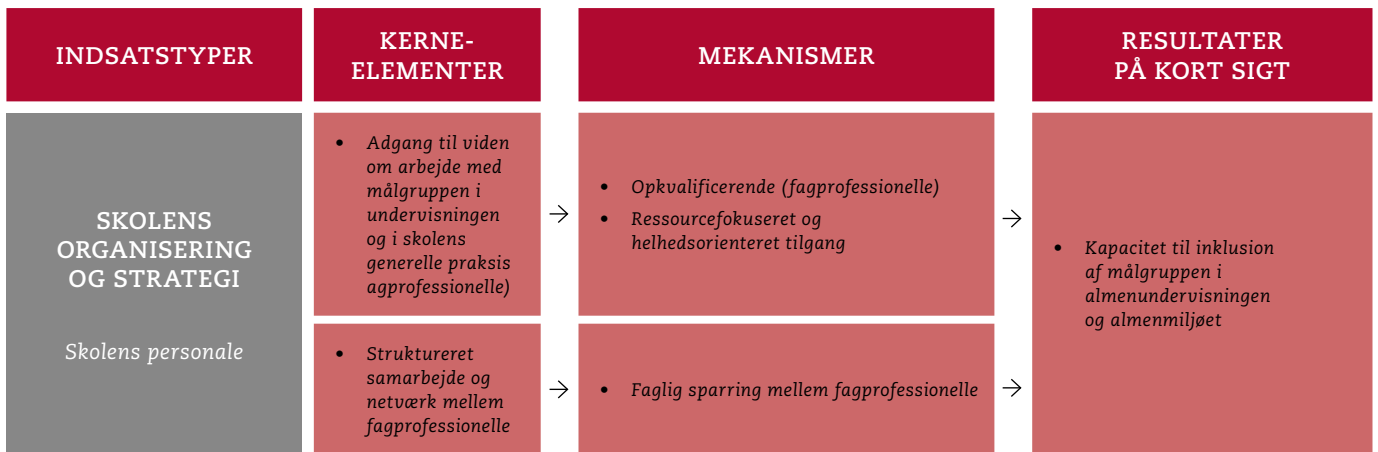 INDSATSTYPER
KERNE-
ELEMENTER
MEKANISMER
RESULTATER
PÅ KORT SIGT
SKOLENS
ORGANISERING
OG STRATEGI
Skolens personale
• Adgang til viden
om arbejde med
målgruppen i
undervisningen
og i skolens
generelle praksis
agprofessionelle)
→
• Opkvalificerende (fagprofessionelle)
• Ressourcefokuseret og
helhedsorienteret tilgang
→
• Struktureret
samarbejde og
netværk mellem
fagprofessionelle
→
• Faglig sparring mellem fagprofessionelle
→
• Kapacitet til inklusion
af målgruppen i
almenundervisningen
og almenmiljøet